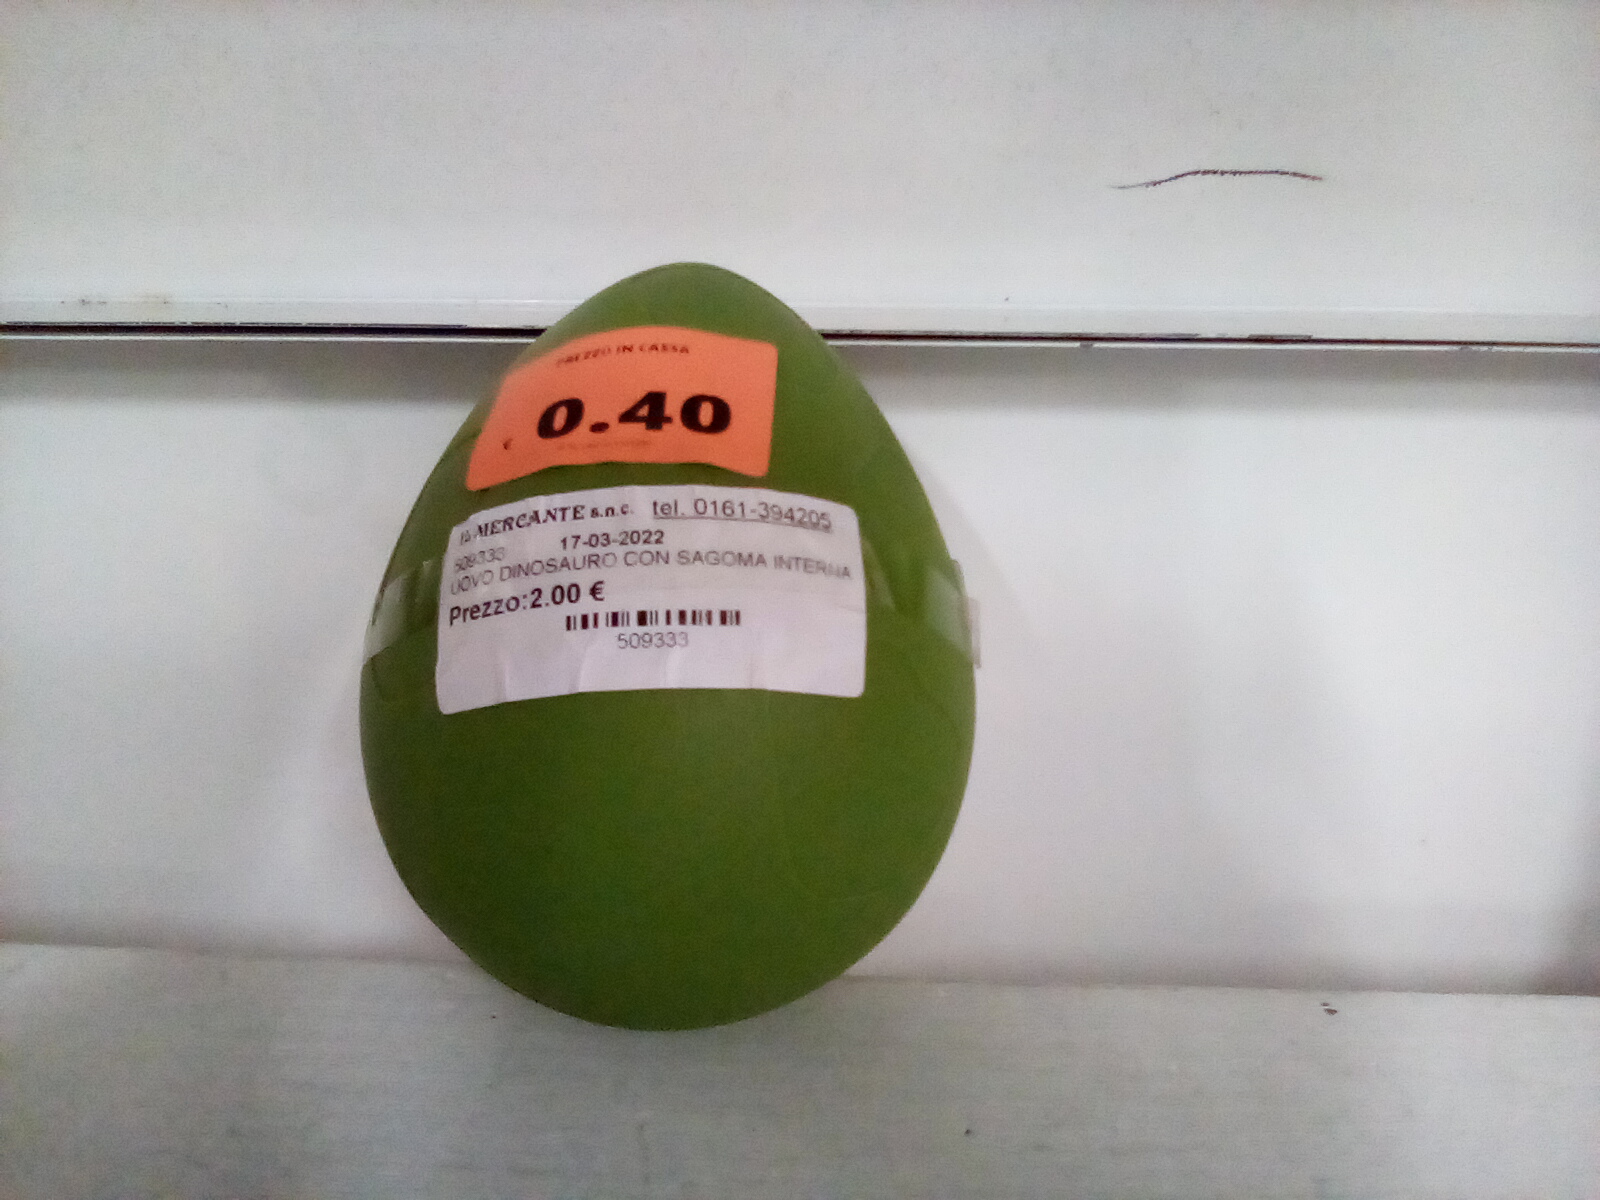 PREZZO IN CASSA
€ 0.40
IL MERCANTE s.n.c. tel. 0161-394205
509333 17-03-2022
UOVO DINOSAURO CON SAGOMA INTERNA
Prezzo:2.00 €
509333